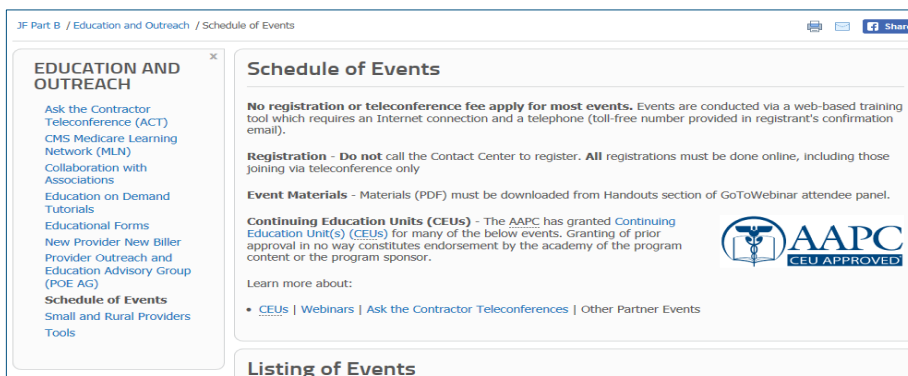 JF Part B / Education and Outreach / Schedule of Events
Share
EDUCATION AND
OUTREACH
Ask the Contractor
Teleconference (ACT)
CMS Medicare Learning
Network (MLN)
Collaboration with
Associations
Education on Demand
Tutorials
Educational Forms
New Provider New Biller
Provider Outreach and
Education Advisory Group
(POE AG)
Schedule of Events
Small and Rural Providers
Tools
Schedule of Events
No registration or teleconference fee apply for most events. Events are conducted via a web-based training
tool which requires an Internet connection and a telephone (toll-free number provided in registrant's confirmation
email).
Registration - Do not call the Contact Center to register. All registrations must be done online, including those
joining via teleconference only
Event Materials - Materials (PDF) must be downloaded from Handouts section of GoToWebinar attendee panel.
Continuing Education Units (CEUs) - The AAPC has granted Continuing
Education Unit(s) (CEUs) for many of the below events. Granting of prior
approval in no way constitutes endorsement by the academy of the program
content or the program sponsor.
AAPC
CEU APPROVED
Learn more about:
• CEUs | Webinars | Ask the Contractor Teleconferences | Other Partner Events
Listing of Events